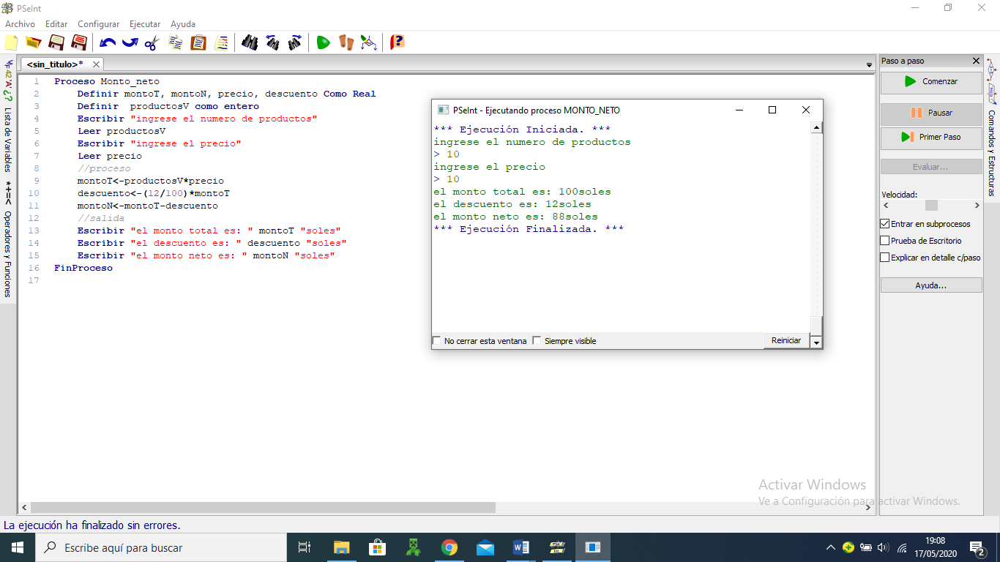 PSeInt
Archivo Editar Configurar Ejecutar Ayuda
<sin_titulo>*
1 Proceso Monto_neto
2 Definir montoT, montoN, precio, descuento Como Real
3 Definir  productosV como entero
4 Escribir "ingrese el numero de productos"
5 Leer productosV
6 Escribir "ingrese el precio"
7 Leer precio
8 //proceso
9 montoT<-productosV*precio
10 descuento<-(12/100)*montoT
11 montoN<-montoT-descuento
12 //salida
13 Escribir "el monto total es: " montoT "soles"
14 Escribir "el descuento es: " descuento "soles"
15 Escribir "el monto neto es: " montoN "soles"
16 FinProceso
17
Lista de Variables
*+=< Operadores y Funciones
PSeInt - Ejecutando proceso MONTO_NETO
*** Ejecución Iniciada. ***
ingrese el numero de productos
> 10
ingrese el precio
> 10
el monto total es: 100soles
el descuento es: 12soles
el monto neto es: 88soles
*** Ejecución Finalizada. ***
No cerrar esta ventana Siempre visible Reiniciar
Paso a paso
Comenzar
Pausar
Primer Paso
Evaluar...
Velocidad:
Entrar en subprocesos
Prueba de Escritorio
Explicar en detalle c/paso
Ayuda...
Comandos y Estructuras
Activar Windows
Ve a Configuración para activar Windows.
La ejecución ha finalizado sin errores.
Escribe aquí para buscar
19:08
17/05/2020
2